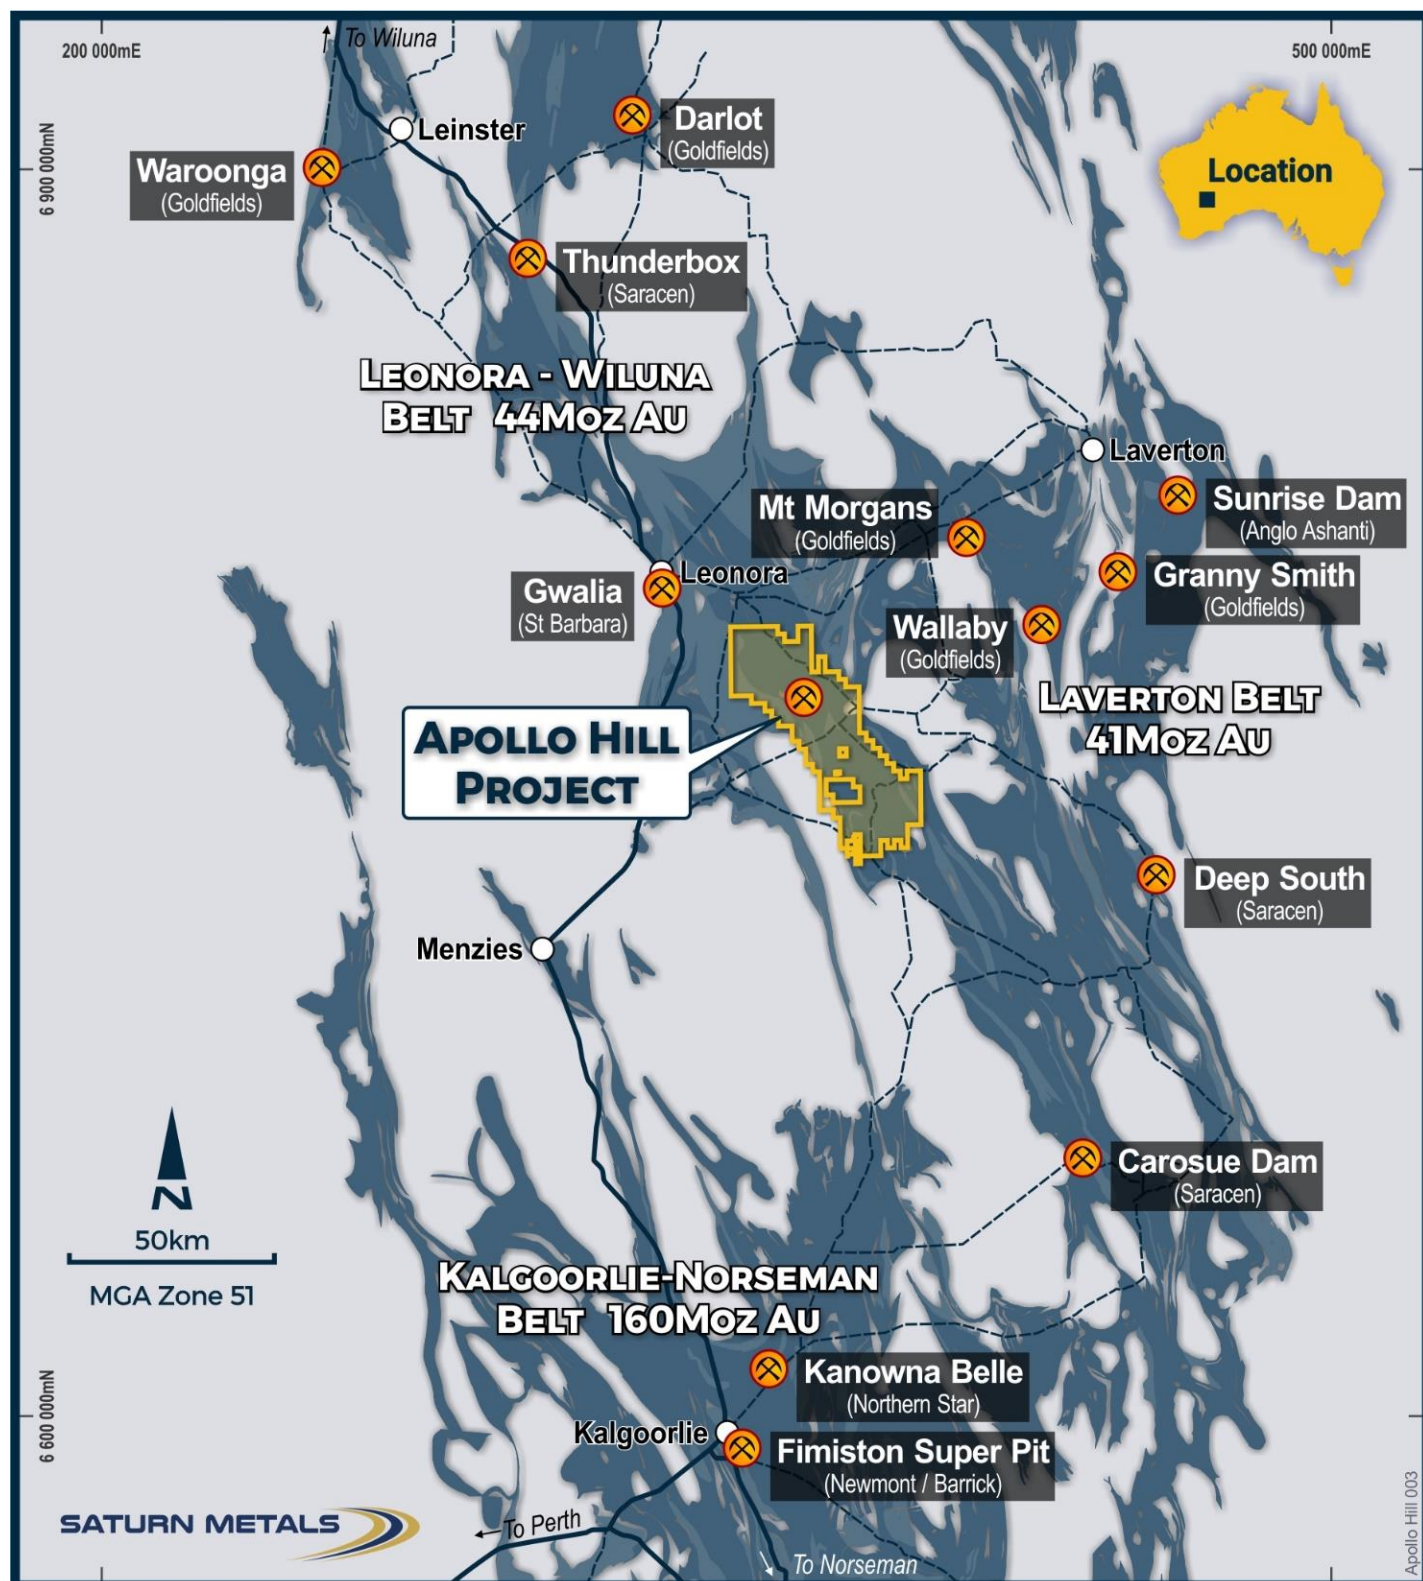 200 000mE
500 000mE
To Wiluna
Leinster
Darlot
(Goldfields)
Location
6 900 000mN
Waroonga
(Goldfields)
Thunderbox
(Saracen)
LEONORA - WILUNA
BELT 44MOZ AU
Laverton
Mt Morgans
(Goldfields)
Sunrise Dam
(Anglo Ashanti)
Leonora
Gwalia
(St Barbara)
Granny Smith
(Goldfields)
Wallaby
(Goldfields)
LAVERTON BELT
41MOZ AU
APOLLO HILL
PROJECT
Deep South
(Saracen)
Menzies
N
50km
MGA Zone 51
Carosue Dam
(Saracen)
KALGOORLIE-NORSEMAN
BELT 160MOZ AU
Kanowna Belle
(Northern Star)
6 600 000mN
Kalgoorlie
Fimiston Super Pit
(Newmont / Barrick)
SATURN METALS
To Perth
To Norseman
Apollo Hill 003